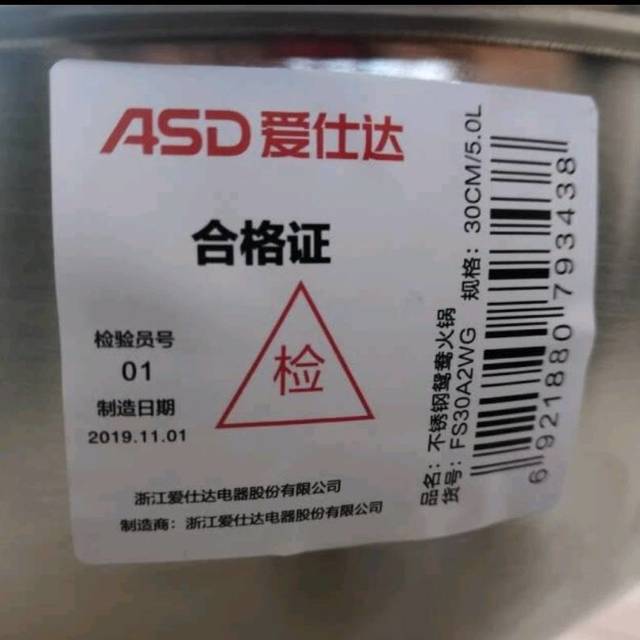 ASD 爱仕达
合格证
检验员号
01
制造日期
2019.11.01
检
浙江爱仕达电器股份有限公司
制造商：浙江爱仕达电器股份有限公司
品名：不锈钢鸳鸯火锅
货号：FS30A2WG 规格：30CM/5.0L
6921880793438